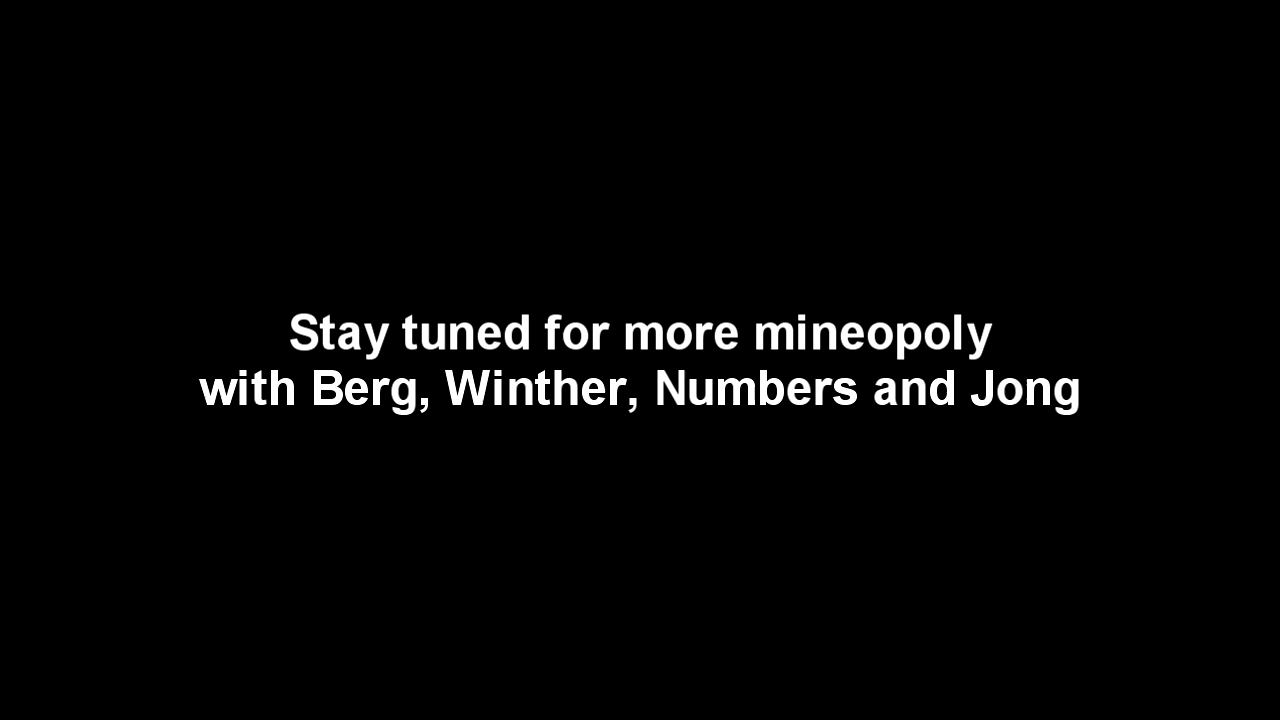 Stay tuned for more mineopoly
with Berg, Winther, Numbers and Jong